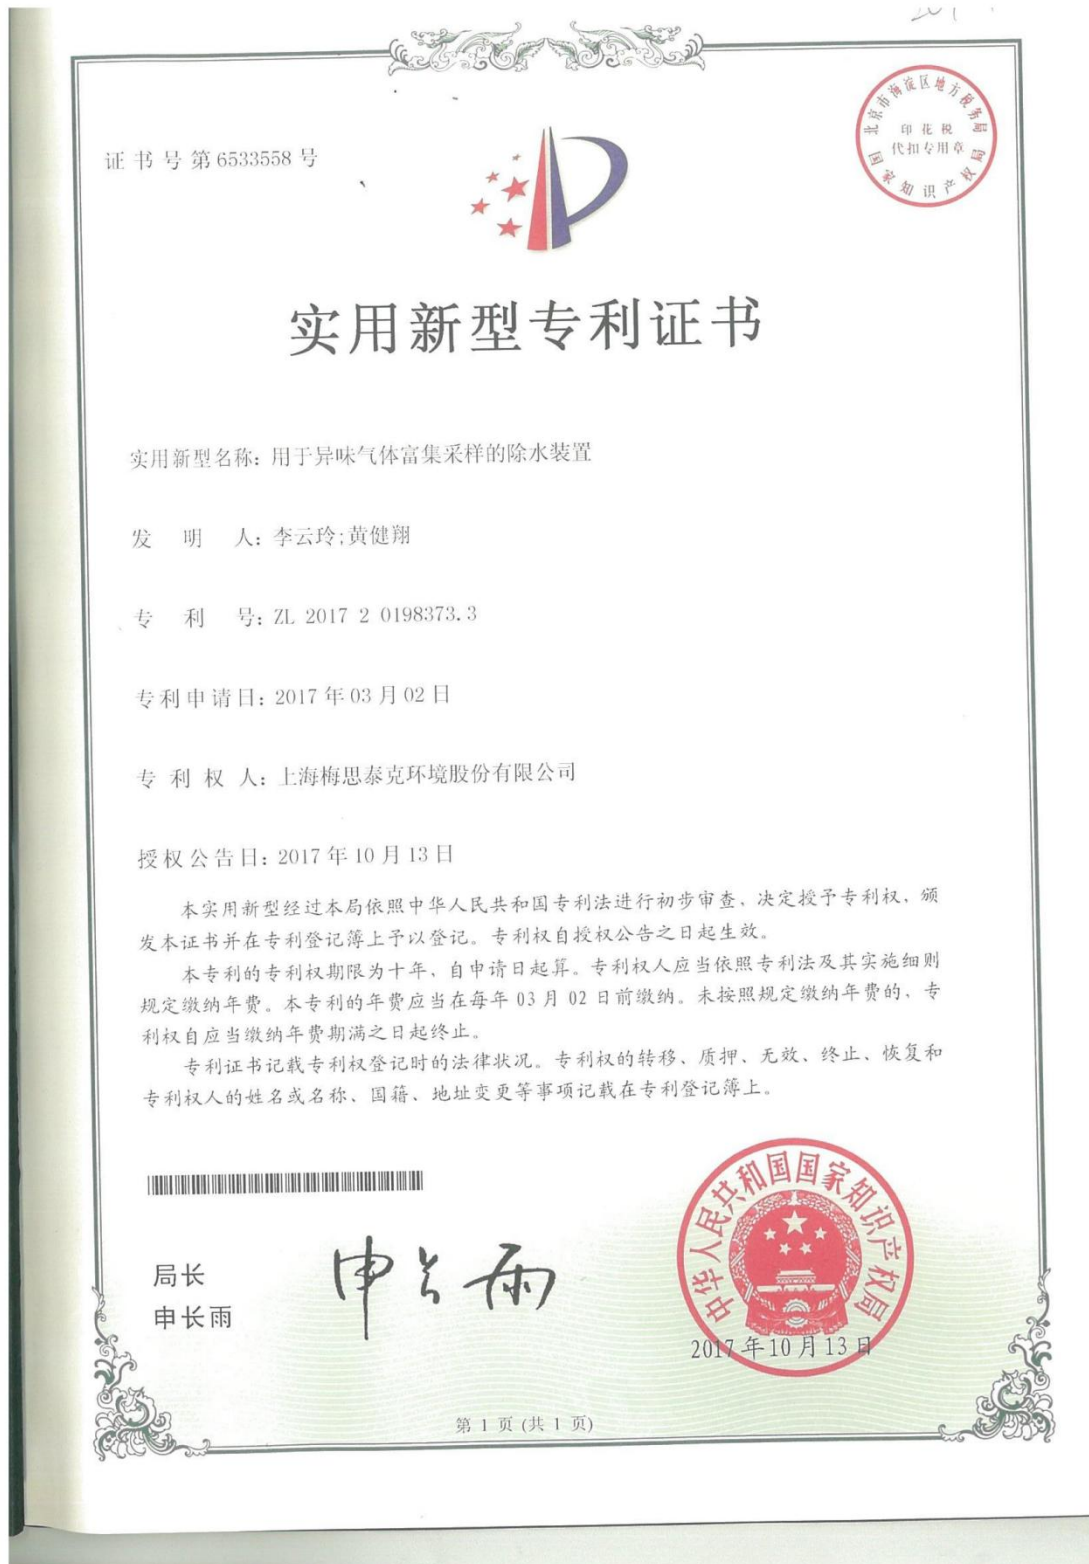 北京市海淀区地方税务局
印花税
代扣专用章
国家知识产权局
证书号第6533558号
实用新型专利证书
实用新型名称：用于异味气体富集采样的除水装置
发 明 人：李云玲;黄健翔
专 利 号：ZL 2017 2 0198373.3
专利申请日：2017年03月02日
专 利 权 人：上海梅思泰克环境股份有限公司
授权公告日：2017年10月13日
本实用新型经过本局依照中华人民共和国专利法进行初步审查，决定授予专利权，颁
发本证书并在专利登记簿上予以登记。专利权自授权公告之日起生效。
本专利的专利权期限为十年，自申请日起算。专利权人应当依照专利法及其实施细则
规定缴纳年费。本专利的年费应当在每年03月02日前缴纳。未按照规定缴纳年费的，专
利权自应当缴纳年费期满之日起终止。
专利证书记载专利权登记时的法律状况。专利权的转移、质押、无效、终止、恢复和
专利权人的姓名或名称、国籍、地址变更等事项记载在专利登记簿上。
局长
申长雨
申长雨
中华人民共和国国家知识产权局
2017年10月13日
第 1 页 (共 1 页)